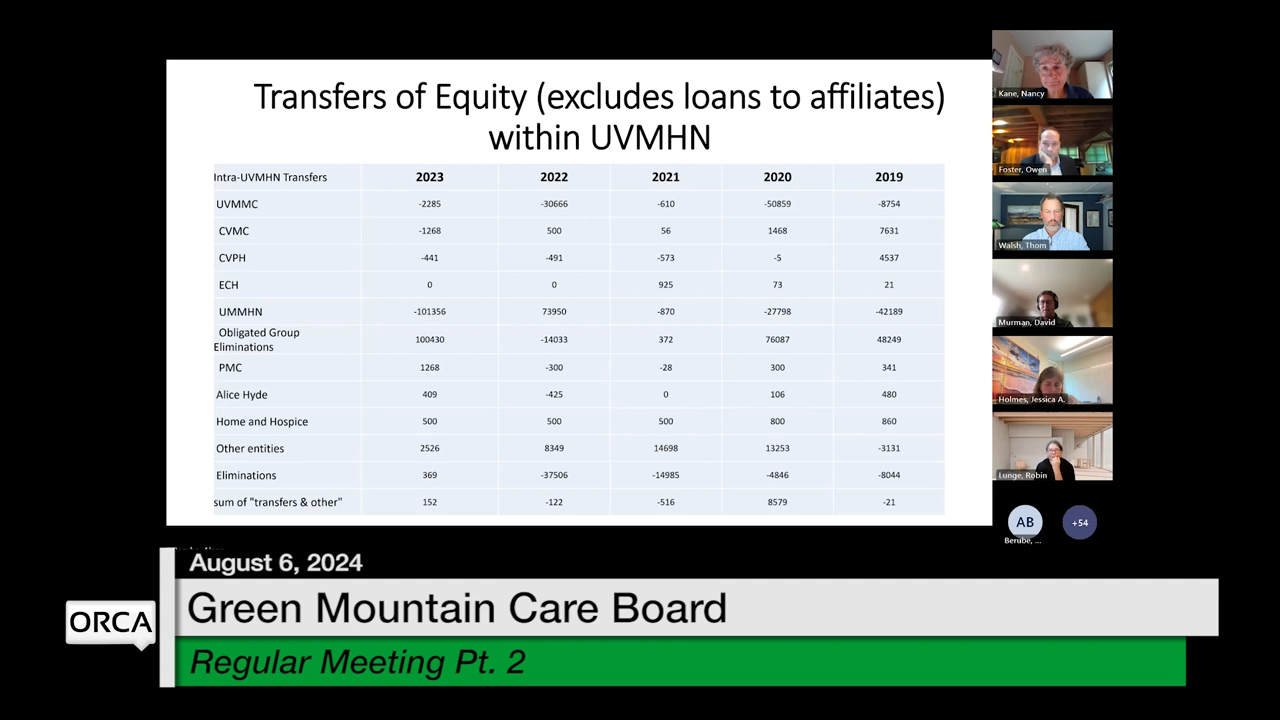 Transfers of Equity (excludes loans to affiliates)
within UVMHN
Intra-UVMHN Transfers 2023 2022 2021 2020 2019
UVMMC -2285 -30666 -610 -50859 -8754
CVMC -1268 500 56 1468 7631
CVPH -441 -491 -573 -5 4537
ECH 0 0 925 73 21
UMMHN -101356 73950 -870 -27798 -42189
Obligated Group
Eliminations 100430 -14033 372 76087 48249
PMC 1268 -300 -28 300 341
Alice Hyde 409 -425 0 106 480
Home and Hospice 500 500 500 800 860
Other entities 2526 8349 14698 13253 -3131
Eliminations 369 -37506 -14985 -4846 -8044
sum of "transfers & other" 152 -122 -516 8579 -21
Kane, Nancy
Foster, Owen
Walsh, Thom
Murman, David
Holmes, Jessica A.
Lunge, Robin
AB +54
Berube, ...
August 6, 2024
ORCA
Green Mountain Care Board
Regular Meeting Pt. 2